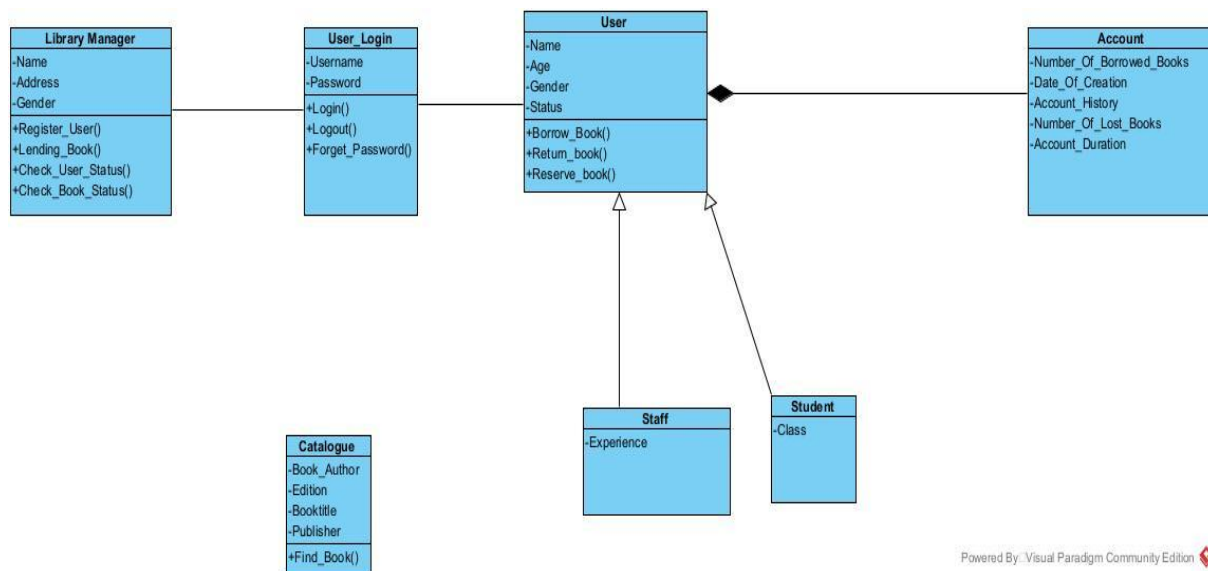 Library Manager
-Name
-Address
-Gender
+Register_User()
+Lending_Book()
+Check_User_Status()
+Check_Book_Status()
User_Login
-Username
-Password
+Login()
+Logout()
+Forget_Password()
User
-Name
-Age
-Gender
-Status
+Borrow_Book()
+Return_book()
+Reserve_book()
Account
-Number_Of_Borrowed_Books
-Date_Of_Creation
-Account_History
-Number_Of_Lost_Books
-Account_Duration
Catalogue
-Book_Author
-Edition
-Booktitle
-Publisher
+Find_Book()
Staff
-Experience
Student
-Class
Powered By Visual Paradigm Community Edition